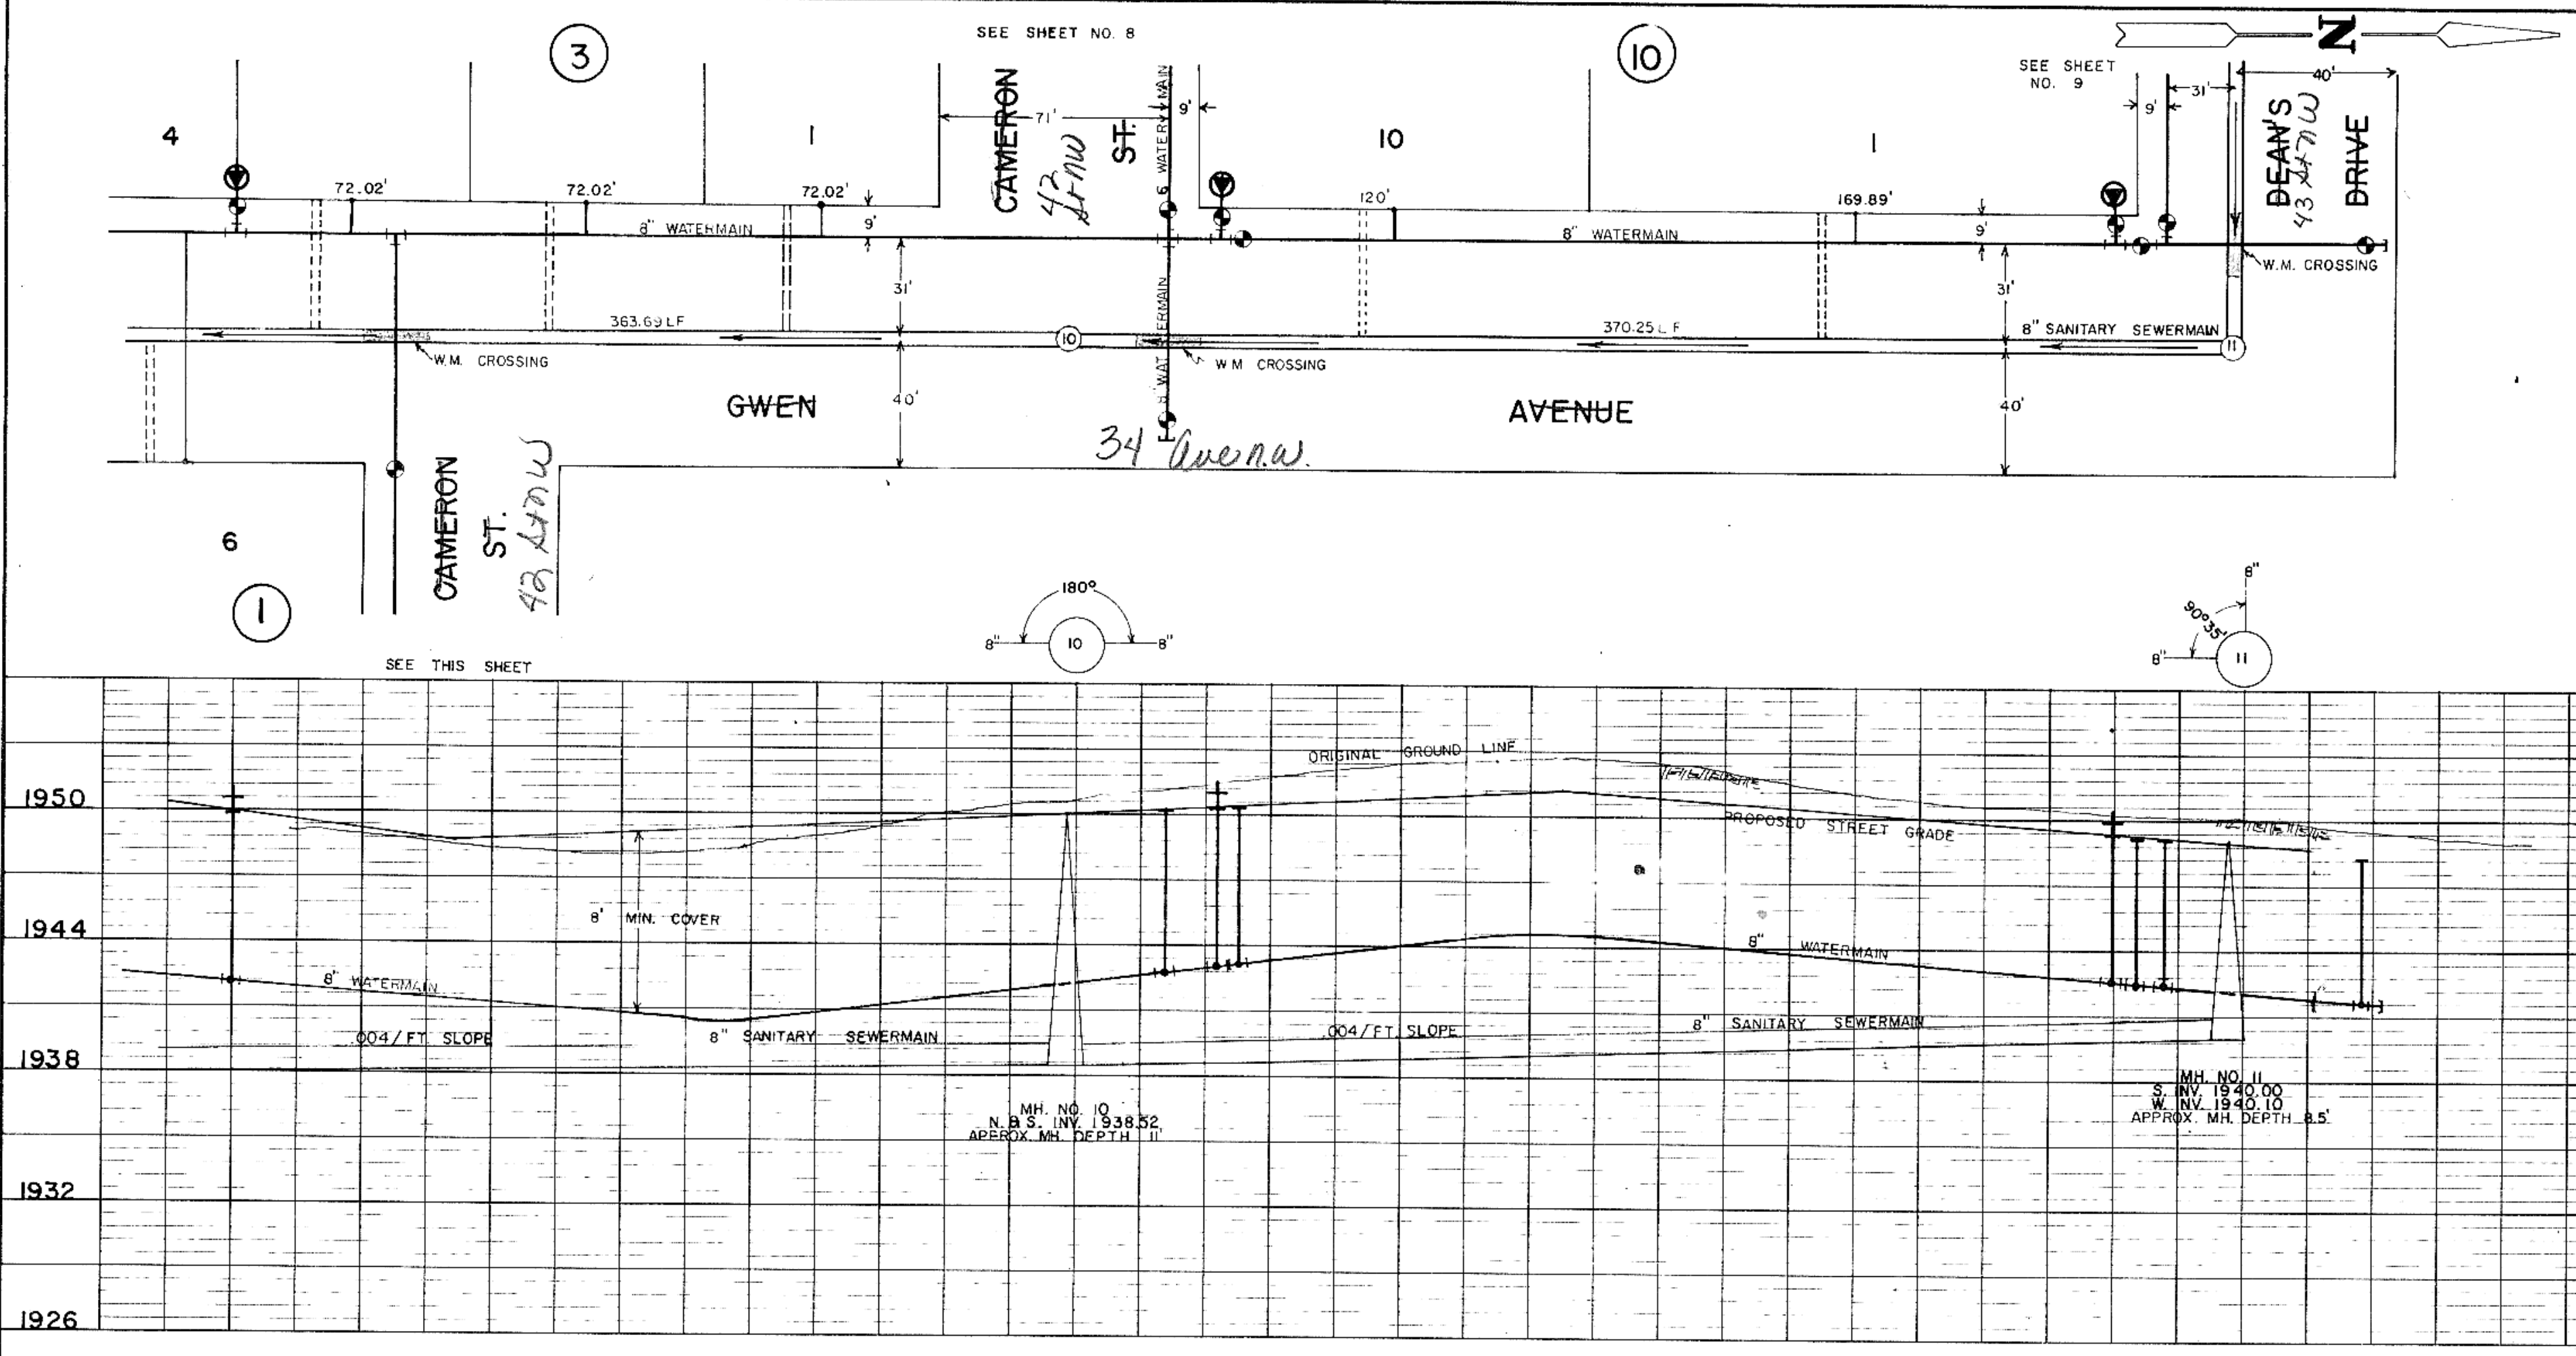 SEE SHEET NO. 8
3
10
N
SEE SHEET
NO. 9
40'
31'
9'
71'
9'
CAMERON
ST.
42 St NW
6" WATERY MAIN
DEAN'S
DRIVE
43 St NW
4
1
10
1
72.02'
72.02'
72.02'
9'
120'
169.89'
9'
8" WATERMAIN
8" WATERMAIN
W.M. CROSSING
31'
8" WATERMAIN
31'
363.69 LF
10
370.25 L F
8" SANITARY SEWERMAIN
11
W.M. CROSSING
W M CROSSING
GWEN
40'
AVENUE
40'
34 Ave n.w.
CAMERON
ST.
42 St NW
6
1
SEE THIS SHEET
180°
8"
10
8"
8"
90°35'
8"
11
ORIGINAL GROUND LINE
1950
PROPOSED STREET GRADE
8' MIN. COVER
1944
8" WATERMAIN
8" WATERMAIN
.004/FT. SLOPE
8" SANITARY SEWERMAIN
.004/FT. SLOPE
8" SANITARY SEWERMAIN
1938
MH. NO. 10
N. & S. INV. 1938.52
APPROX. MH. DEPTH 11'
MH. NO. 11
S. INV. 1940.00
W. INV. 1940.10
APPROX. MH. DEPTH 8.5'
1932
1926